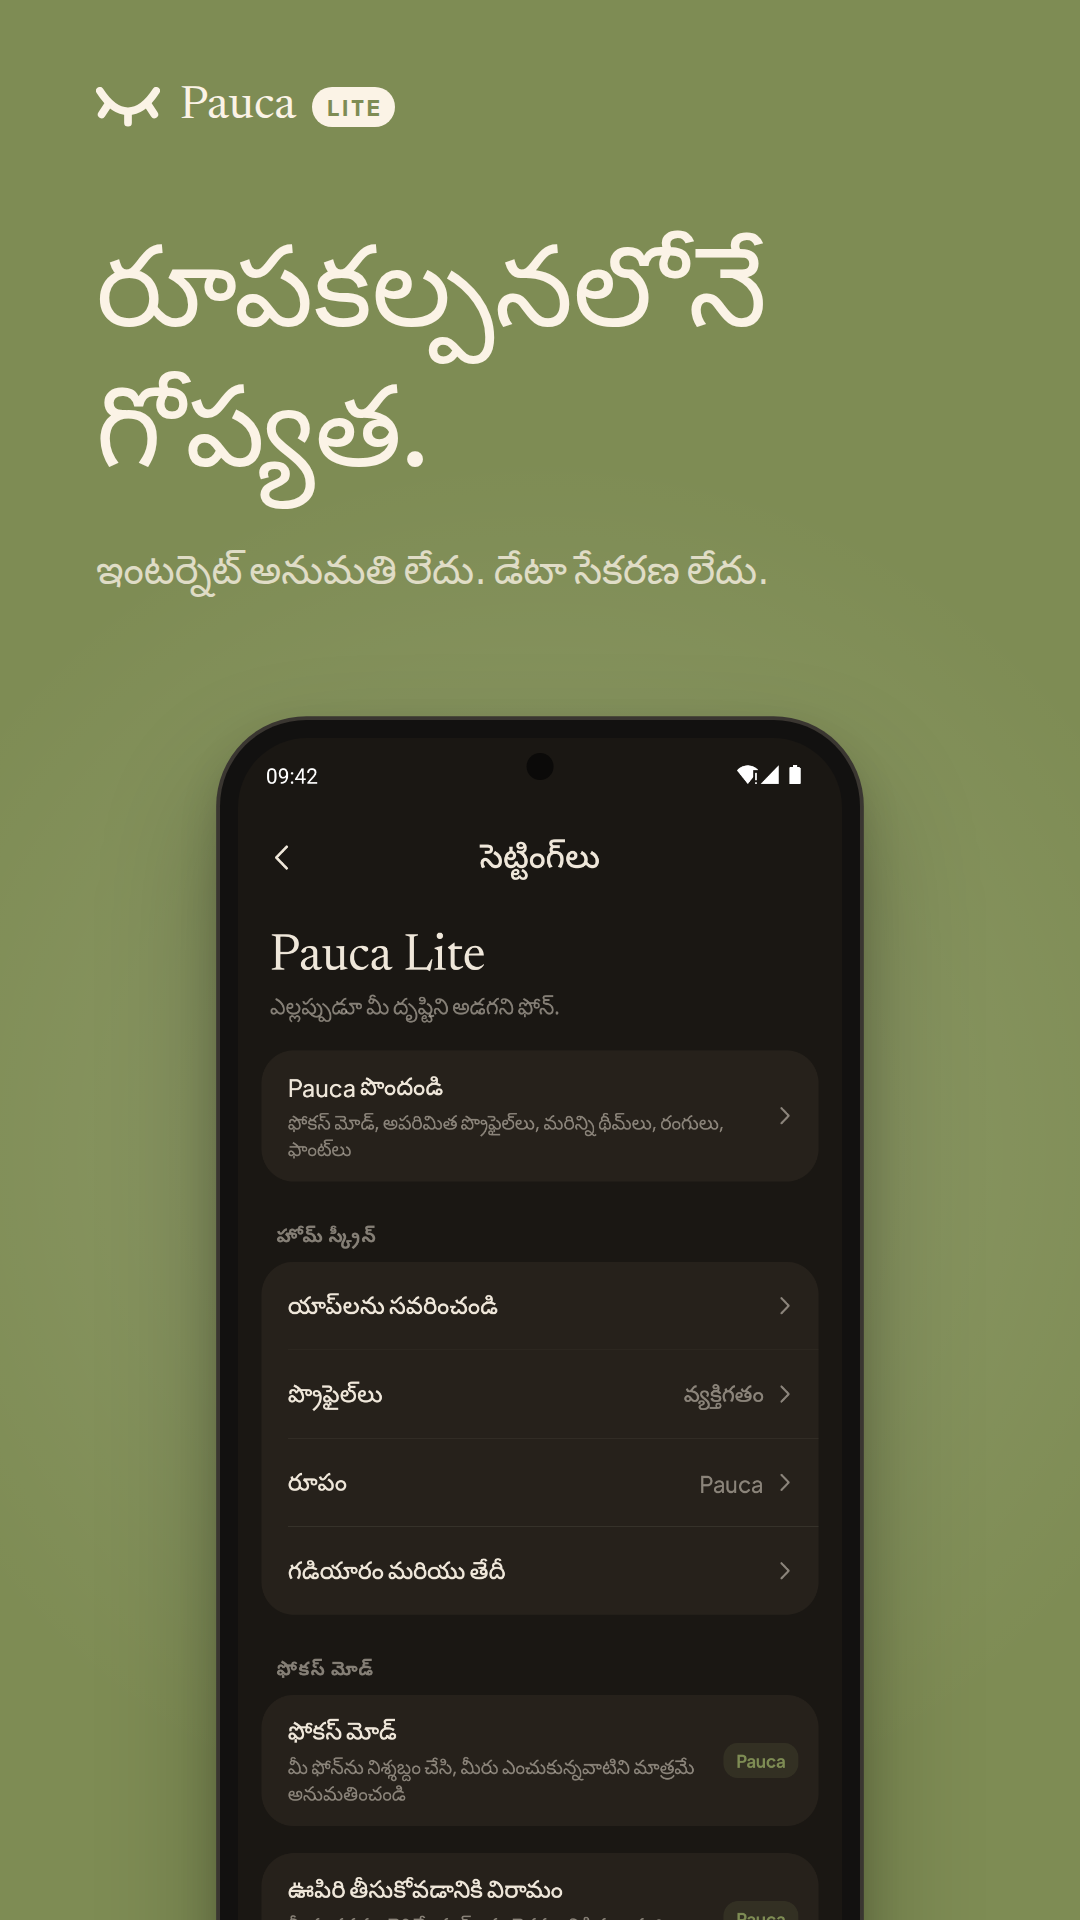 Pauca LITE
రూపకల్పనలోనే
గోప్యత.
ఇంటర్నెట్ అనుమతి లేదు. డేటా సేకరణ లేదు.
09:42
సెట్టింగ్‌లు
Pauca Lite
ఎల్లప్పుడూ మీ దృష్టిని అడగని ఫోన్.
Pauca పొందండి
ఫోకస్ మోడ్, అపరిమిత ప్రొఫైల్‌లు, మరిన్ని థీమ్‌లు, రంగులు,
ఫాంట్‌లు
హోమ్ స్క్రీన్
యాప్‌లను సవరించండి
ప్రొఫైల్‌లు వ్యక్తిగతం
రూపం Pauca
గడియారం మరియు తేదీ
ఫోకస్ మోడ్
ఫోకస్ మోడ్
మీ ఫోన్‌ను నిశ్శబ్దం చేసి, మీరు ఎంచుకున్నవాటిని మాత్రమే
అనుమతించండి
Pauca
ఊపిరి తీసుకోవడానికి విరామం
Pauca